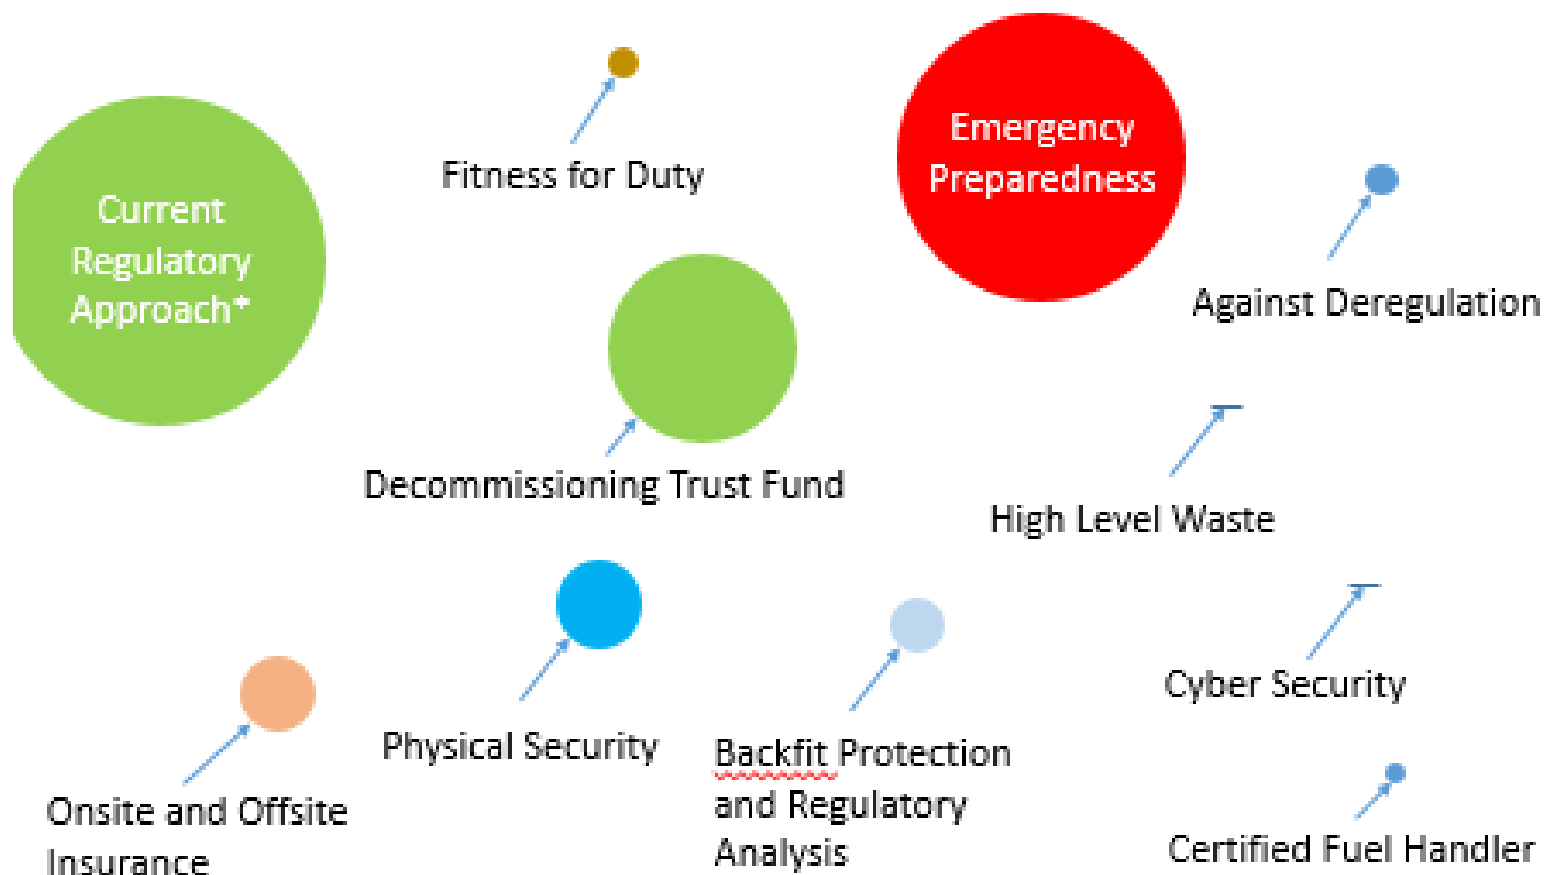 Current
Regulatory
Approach*
Fitness for Duty
Emergency
Preparedness
Against Deregulation
Decommissioning Trust Fund
High Level Waste
Cyber Security
Physical Security
Backfit Protection
and Regulatory
Analysis
Onsite and Offsite
Insurance
Certified Fuel Handler